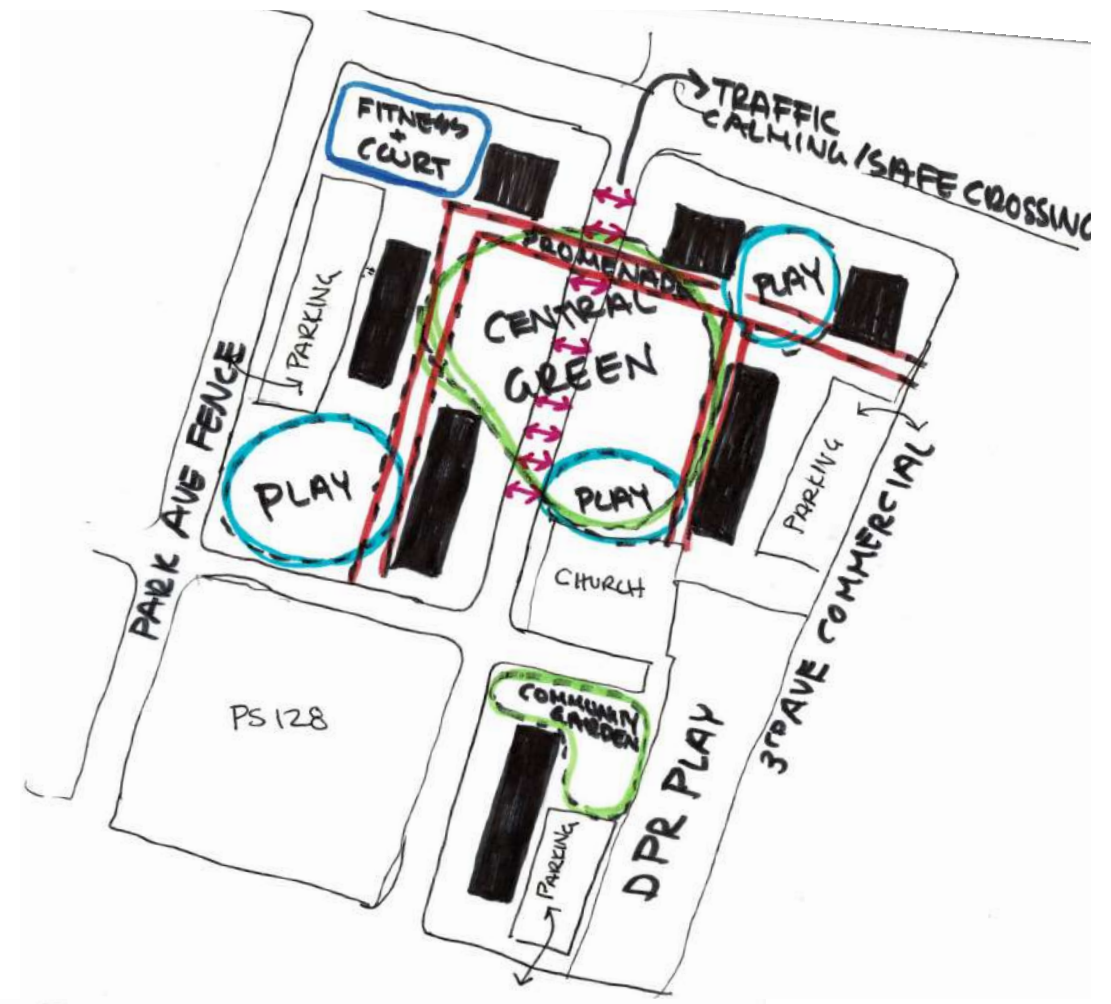 TRAFFIC
CALMING/SAFE CROSSING
FITNESS
+
COURT
PROMENADE
PLAY
CENTRAL
GREEN
PARKING
PARK AVE FENCE
PLAY
PLAY
PARKING
3RD AVE COMMERCIAL
CHURCH
PS 128
COMMUNITY
GARDEN
DPR PLAY
PARKING